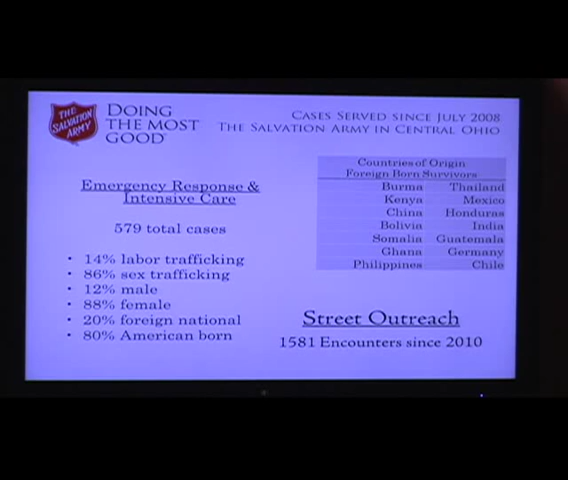 THE
SALVATION
ARMY
DOING
THE MOST
GOOD
CASES SERVED SINCE JULY 2008
THE SALVATION ARMY IN CENTRAL OHIO
Emergency Response &
Intensive Care
579 total cases
• 14% labor trafficking
• 86% sex trafficking
• 12% male
• 88% female
• 20% foreign national
• 80% American born
Countries of Origin
Foreign Born Survivors
Burma Thailand
Kenya Mexico
China Honduras
Bolivia India
Somalia Guatemala
Ghana Germany
Philippines Chile
Street Outreach
1581 Encounters since 2010